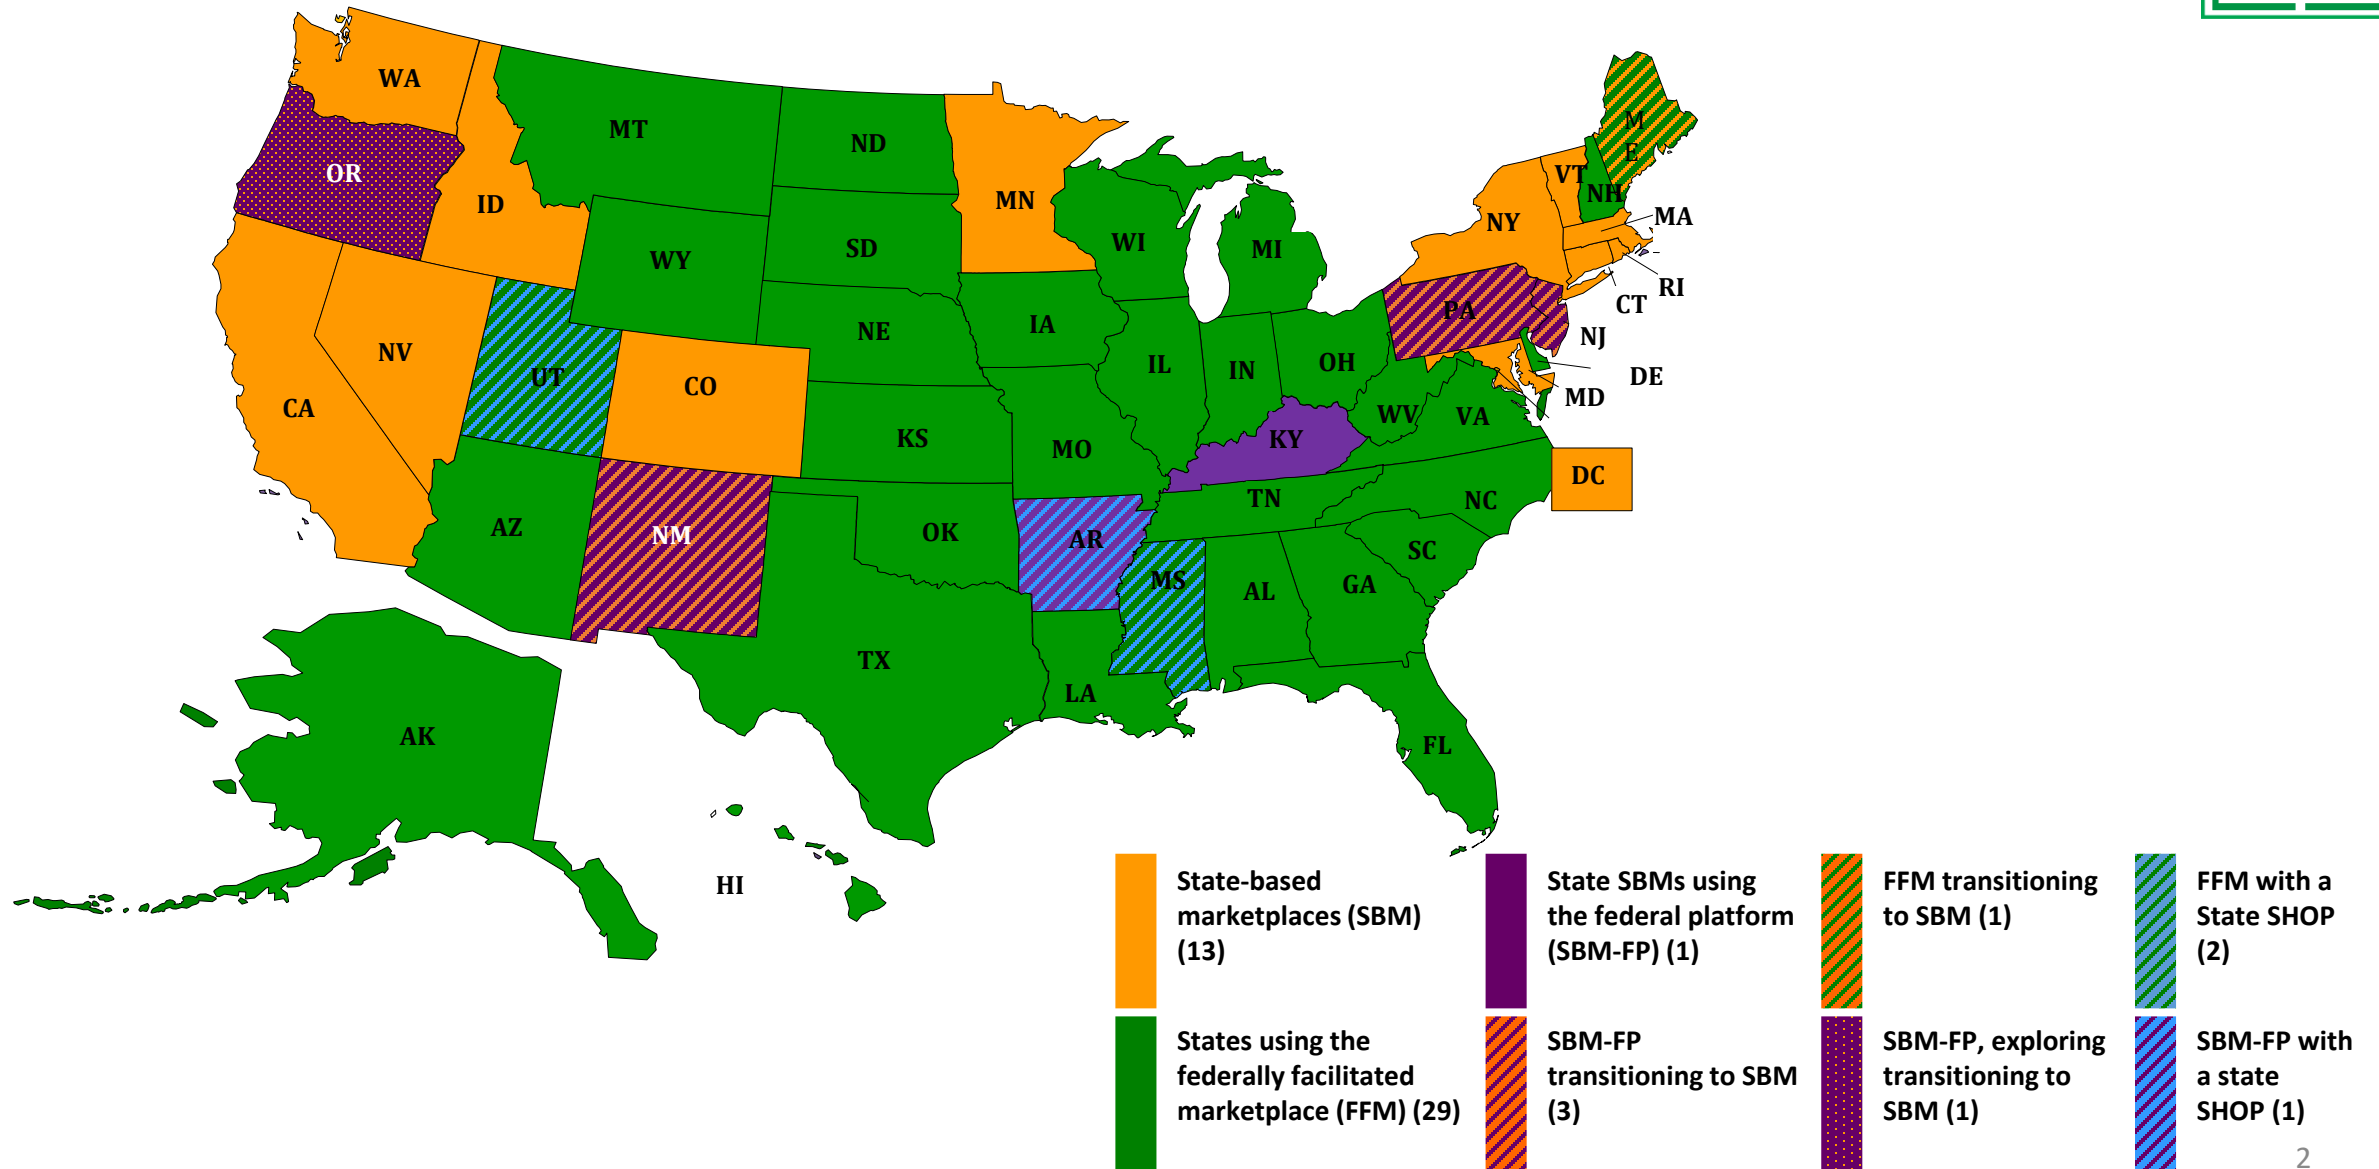 WA
MT
ND
OR
ID
MN
WY
SD
WI
MI
NY
VT
NH
M
E
MA
RI
CT
NJ
DE
MD
PA
NV
UT
CO
CA
NE
IA
IL
IN
OH
KS
MO
KY
WV
VA
DC
AZ
NM
OK
AR
TN
NC
SC
MS
AL
GA
TX
LA
FL
AK
HI
State-based
marketplaces (SBM)
(13)
State SBMs using
the federal platform
(SBM-FP) (1)
FFM transitioning
to SBM (1)
FFM with a
State SHOP
(2)
States using the
federally facilitated
marketplace (FFM) (29)
SBM-FP
transitioning to SBM
(3)
SBM-FP, exploring
transitioning to
SBM (1)
SBM-FP with
a state
SHOP (1)
2